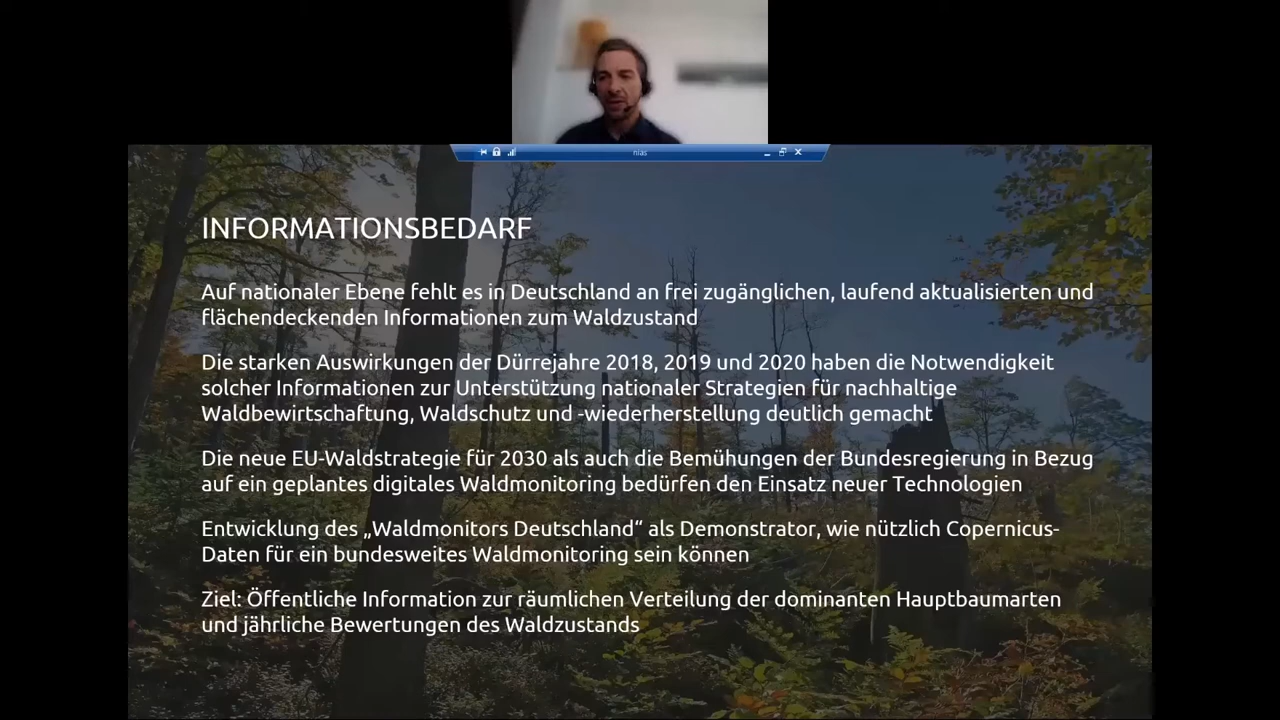 nias
INFORMATIONSBEDARF
Auf nationaler Ebene fehlt es in Deutschland an frei zugänglichen, laufend aktualisierten und
flächendeckenden Informationen zum Waldzustand
Die starken Auswirkungen der Dürrejahre 2018, 2019 und 2020 haben die Notwendigkeit
solcher Informationen zur Unterstützung nationaler Strategien für nachhaltige
Waldbewirtschaftung, Waldschutz und -wiederherstellung deutlich gemacht
Die neue EU-Waldstrategie für 2030 als auch die Bemühungen der Bundesregierung in Bezug
auf ein geplantes digitales Waldmonitoring bedürfen den Einsatz neuer Technologien
Entwicklung des „Waldmonitors Deutschland“ als Demonstrator, wie nützlich Copernicus-
Daten für ein bundesweites Waldmonitoring sein können
Ziel: Öffentliche Information zur räumlichen Verteilung der dominanten Hauptbaumarten
und jährliche Bewertungen des Waldzustands